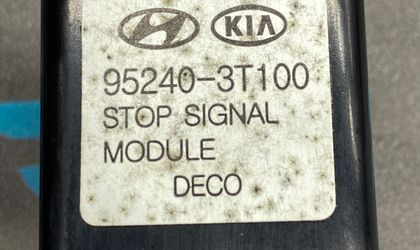 KIA
95240-3T100
STOP SIGNAL
MODULE
DECO